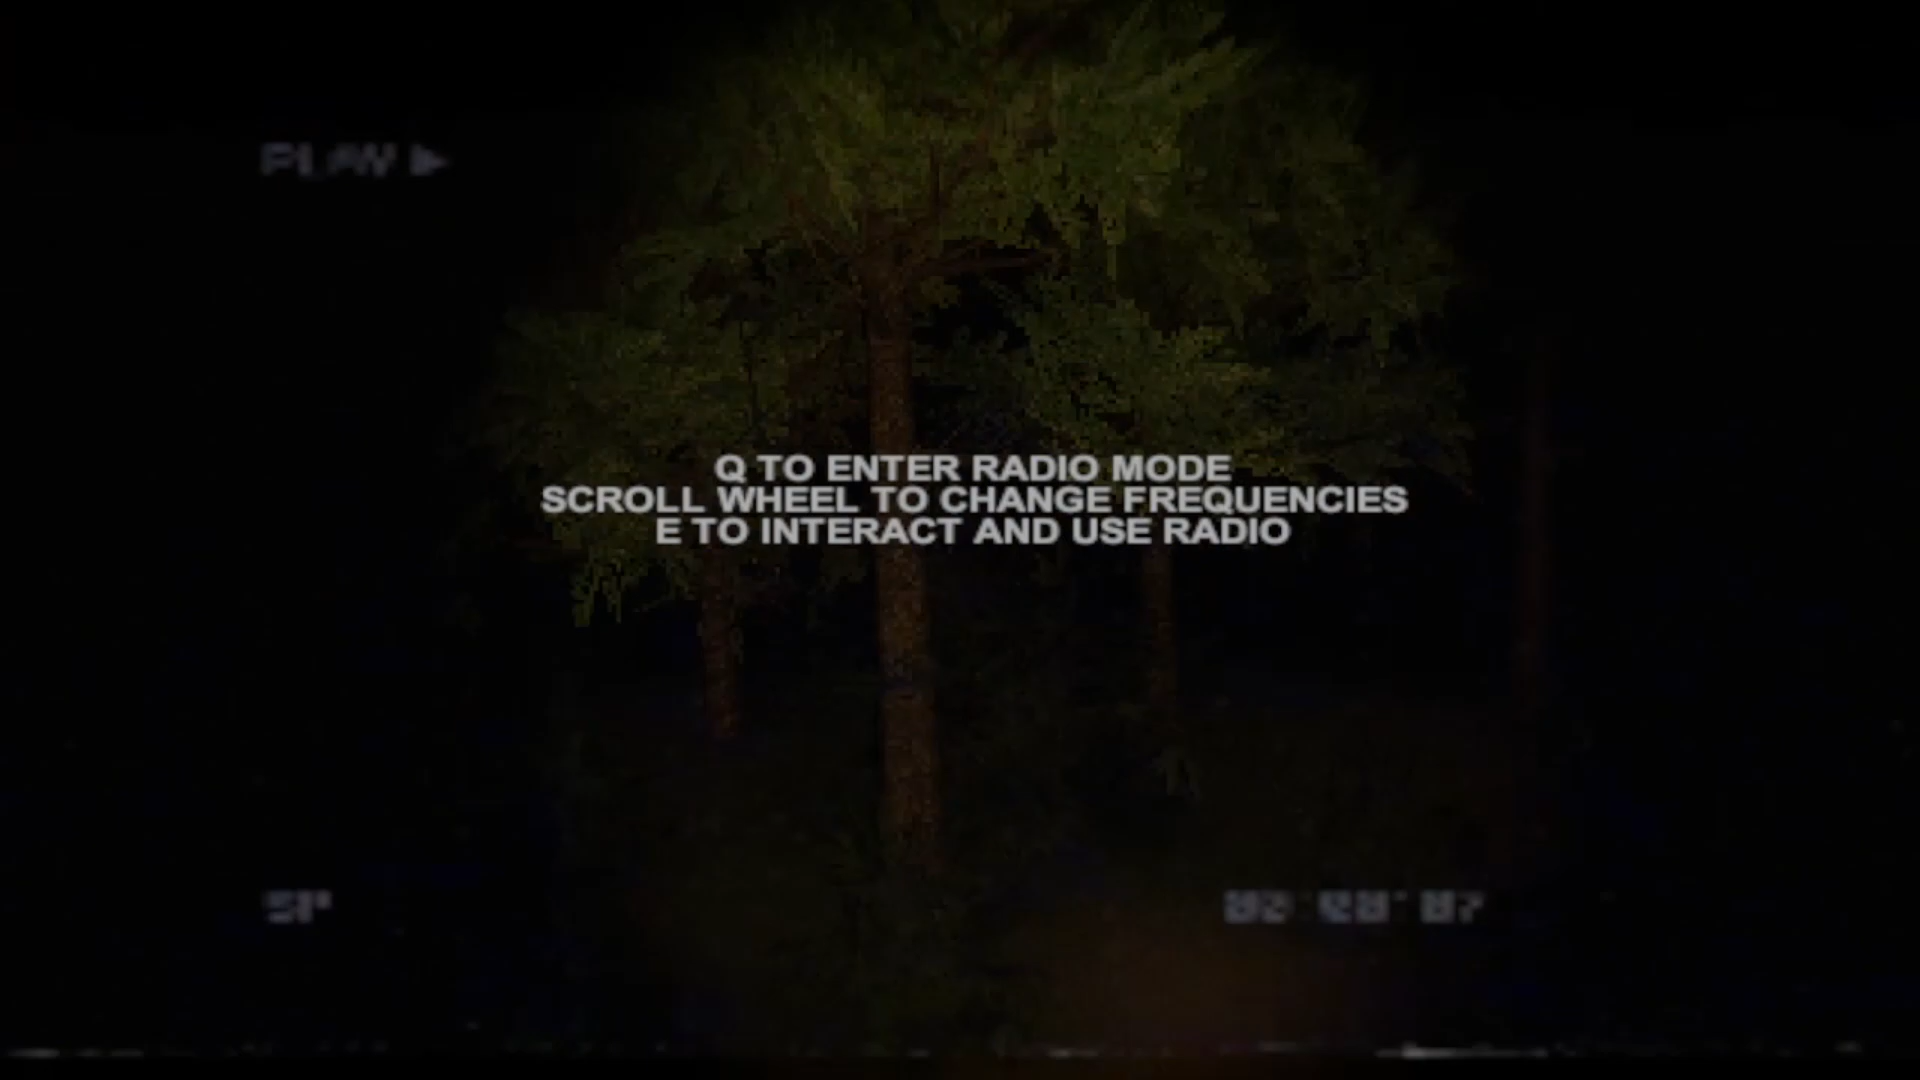 PLAY
Q TO ENTER RADIO MODE
SCROLL WHEEL TO CHANGE FREQUENCIES
E TO INTERACT AND USE RADIO
SP